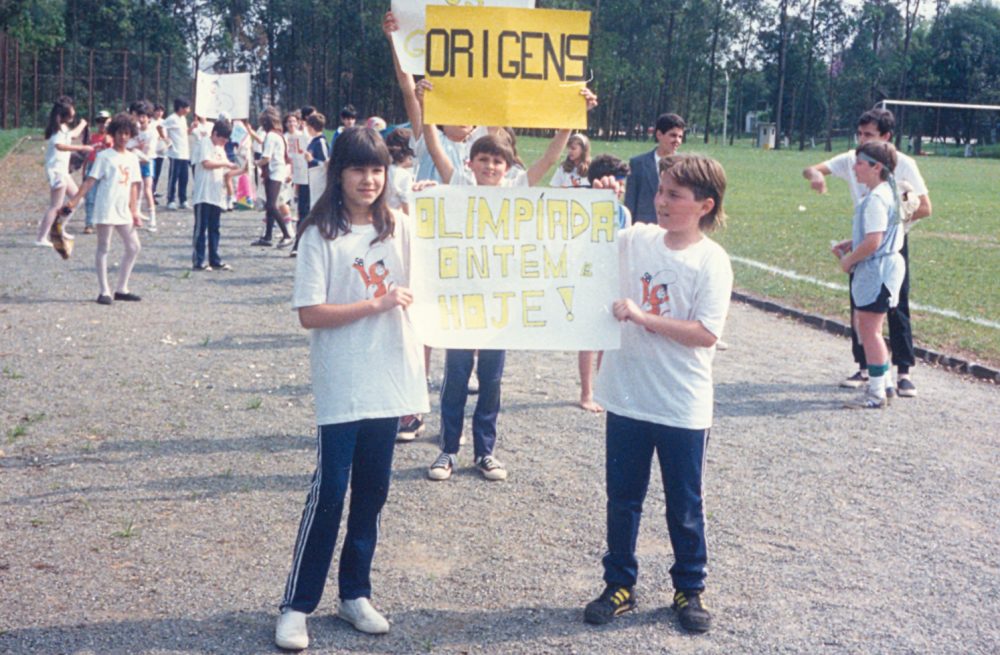 ORIGENS
OLIMPÍADA
ONTEM E
HOJE!